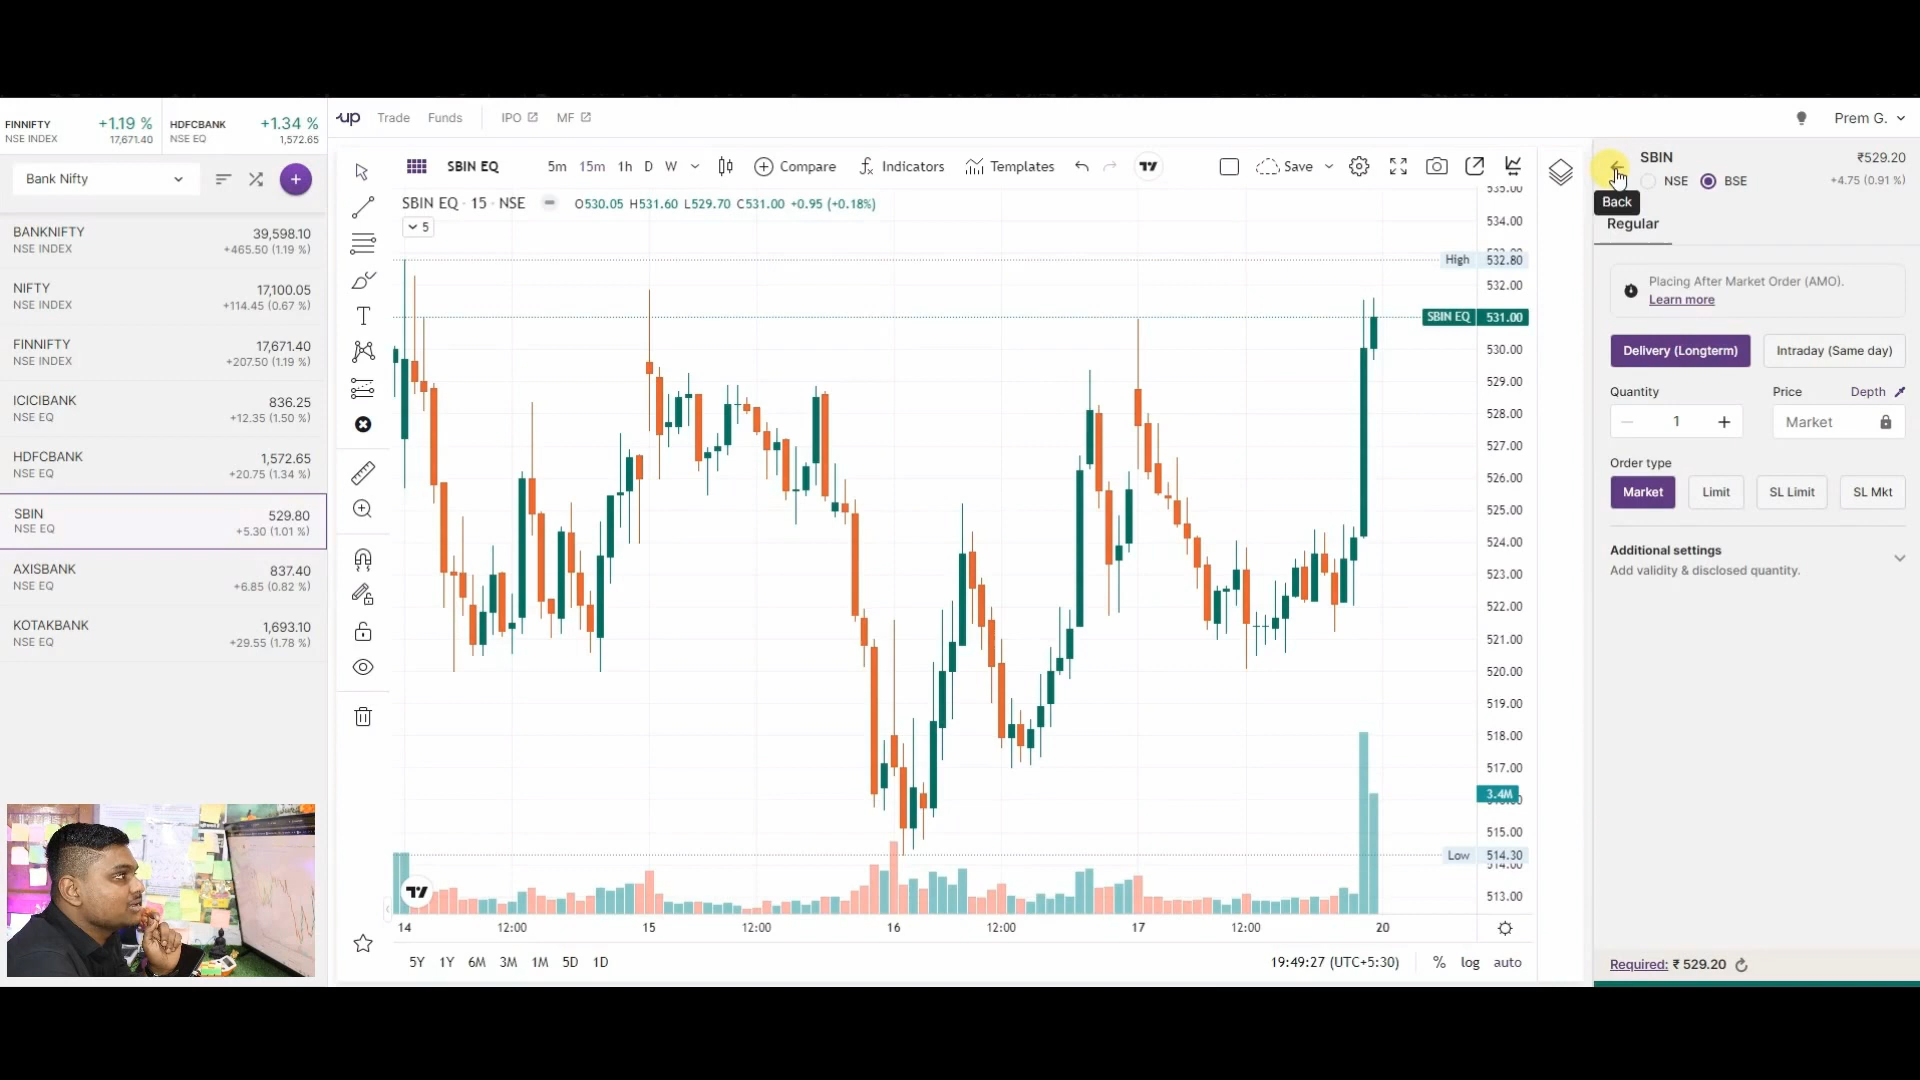 FINNIFTY +1.19 %
NSE INDEX 17,671.40
HDFCBANK +1.34 %
NSE EQ 1,572.65
up Trade Funds IPO MF
Prem G.
Bank Nifty
BANKNIFTY 39,598.10
NSE INDEX +465.50 (1.19 %)
NIFTY 17,100.05
NSE INDEX +114.45 (0.67 %)
FINNIFTY 17,671.40
NSE INDEX +207.50 (1.19 %)
ICICIBANK 836.25
NSE EQ +12.35 (1.50 %)
HDFCBANK 1,572.65
NSE EQ +20.75 (1.34 %)
SBIN 529.80
NSE EQ +5.30 (1.01 %)
AXISBANK 837.40
NSE EQ +6.85 (0.82 %)
KOTAKBANK 1,693.10
NSE EQ +29.55 (1.78 %)
SBIN EQ 5m 15m 1h D W Compare Indicators Templates Save
SBIN EQ · 15 · NSE O530.05 H531.60 L529.70 C531.00 +0.95 (+0.18%)
5
535.00
534.00
High 532.80
532.00
SBIN EQ 531.00
530.00
529.00
528.00
527.00
526.00
525.00
524.00
523.00
522.00
521.00
520.00
519.00
518.00
517.00
3.4M
515.00
Low 514.30
514.00
513.00
14 12:00 15 12:00 16 12:00 17 12:00 20
5Y 1Y 6M 3M 1M 5D 1D
19:49:27 (UTC+5:30) % log auto
SBIN ₹529.20
NSE BSE +4.75 (0.91 %)
Back
Regular
Placing After Market Order (AMO).
Learn more
Delivery (Longterm) Intraday (Same day)
Quantity Price Depth
1 Market
Order type
Market Limit SL Limit SL Mkt
Additional settings
Add validity & disclosed quantity.
Required: ₹ 529.20